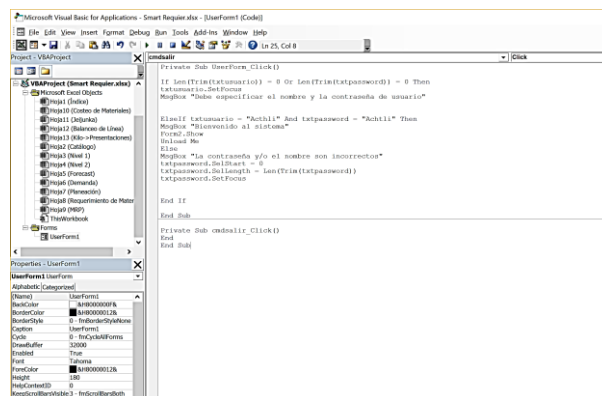 Microsoft Visual Basic for Applications - Smart Requier.xlsx - [UserForm1 (Code)]
File Edit View Insert Format Debug Run Tools Add-Ins Window Help
Ln 25, Col 8
Project - VBAProject
cmdsalir
Click
VBAProject (Smart Requier.xlsx)
Microsoft Excel Objects
Hoja1 (Índice)
Hoja10 (Costeo de Materiales)
Hoja11 (Jeijunka)
Hoja12 (Balanceo de Línea)
Hoja13 (Kilo->Presentaciones)
Hoja2 (Catálogo)
Hoja3 (Nivel 1)
Hoja4 (Nivel 2)
Hoja5 (Forecast)
Hoja6 (Demanda)
Hoja7 (Planeación)
Hoja8 (Requerimiento de Mater
Hoja9 (MRP)
ThisWorkbook
Forms
UserForm1
Properties - UserForm1
UserForm1 UserForm
Alphabetic Categorized
(Name) UserForm1
BackColor &H8000000F&
BorderColor &H80000012&
BorderStyle 0 - fmBorderStyleNone
Caption UserForm1
Cycle 0 - fmCycleAllForms
DrawBuffer 32000
Enabled True
Font Tahoma
ForeColor &H80000012&
Height 180
HelpContextID 0
KeepScrollBarsVisible 3 - fmScrollBarsBoth
Private Sub UserForm_Click()
If Len(Trim(txtusuario)) = 0 Or Len(Trim(txtpassword)) = 0 Then
txtusuario.SetFocus
MsgBox "Debe especificar el nombre y la contraseña de usuario"
ElseIf txtusuario = "Acthli" And txtpassword = "Achtli" Then
MsgBox "Bienvenido al sistema"
Form2.Show
Unload Me
Else
MsgBox "La contraseña y/o el nombre son incorrectos"
txtpassword.SelStart = 0
txtpassword.SelLength = Len(Trim(txtpassword))
txtpassword.SetFocus
End If
End Sub
Private Sub cmdsalir_Click()
End
End Sub